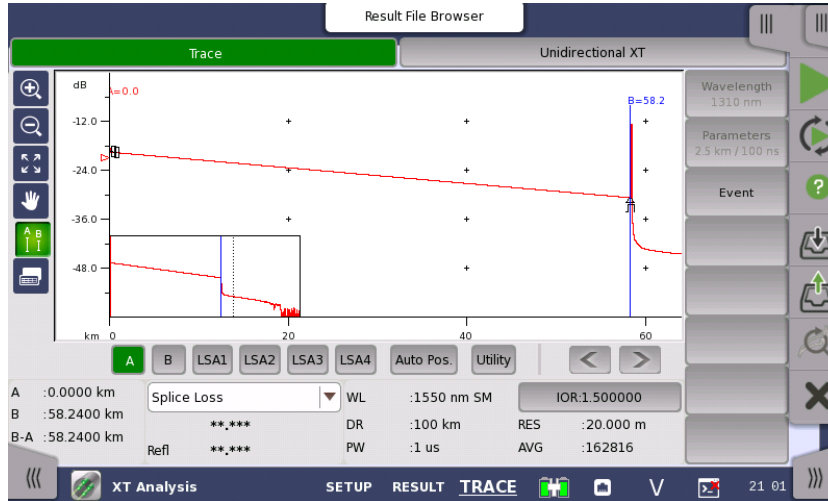 Result File Browser
Trace
Unidirectional XT
dB
A=0.0
B=58.2
-12.0
-24.0
-36.0
-48.0
km 0 20 40 60
Wavelength
1310 nm
Parameters
2.5 km / 100 ns
Event
A B
A B LSA1 LSA2 LSA3 LSA4 Auto Pos. Utility
A :0.0000 km
B :58.2400 km
B-A :58.2400 km
Splice Loss
**.***
Refl **.***
WL :1550 nm SM
DR :100 km
PW :1 us
IOR:1.500000
RES :20.000 m
AVG :162816
XT Analysis SETUP RESULT TRACE V 21 01